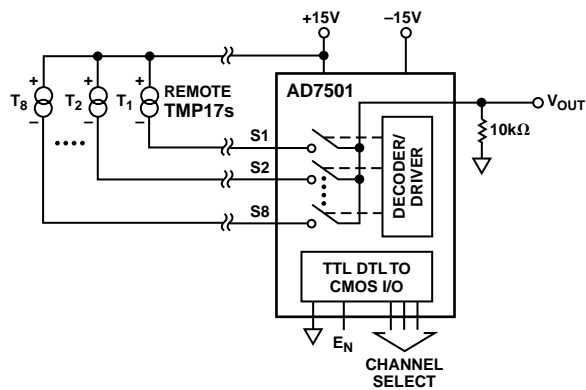 +15V
–15V
AD7501
REMOTE
TMP17s
+
+
+
T8
T2
T1
–
–
–
S1
S2
S8
DECODER/
DRIVER
VOUT
10kΩ
TTL DTL TO
CMOS I/O
EN
CHANNEL
SELECT